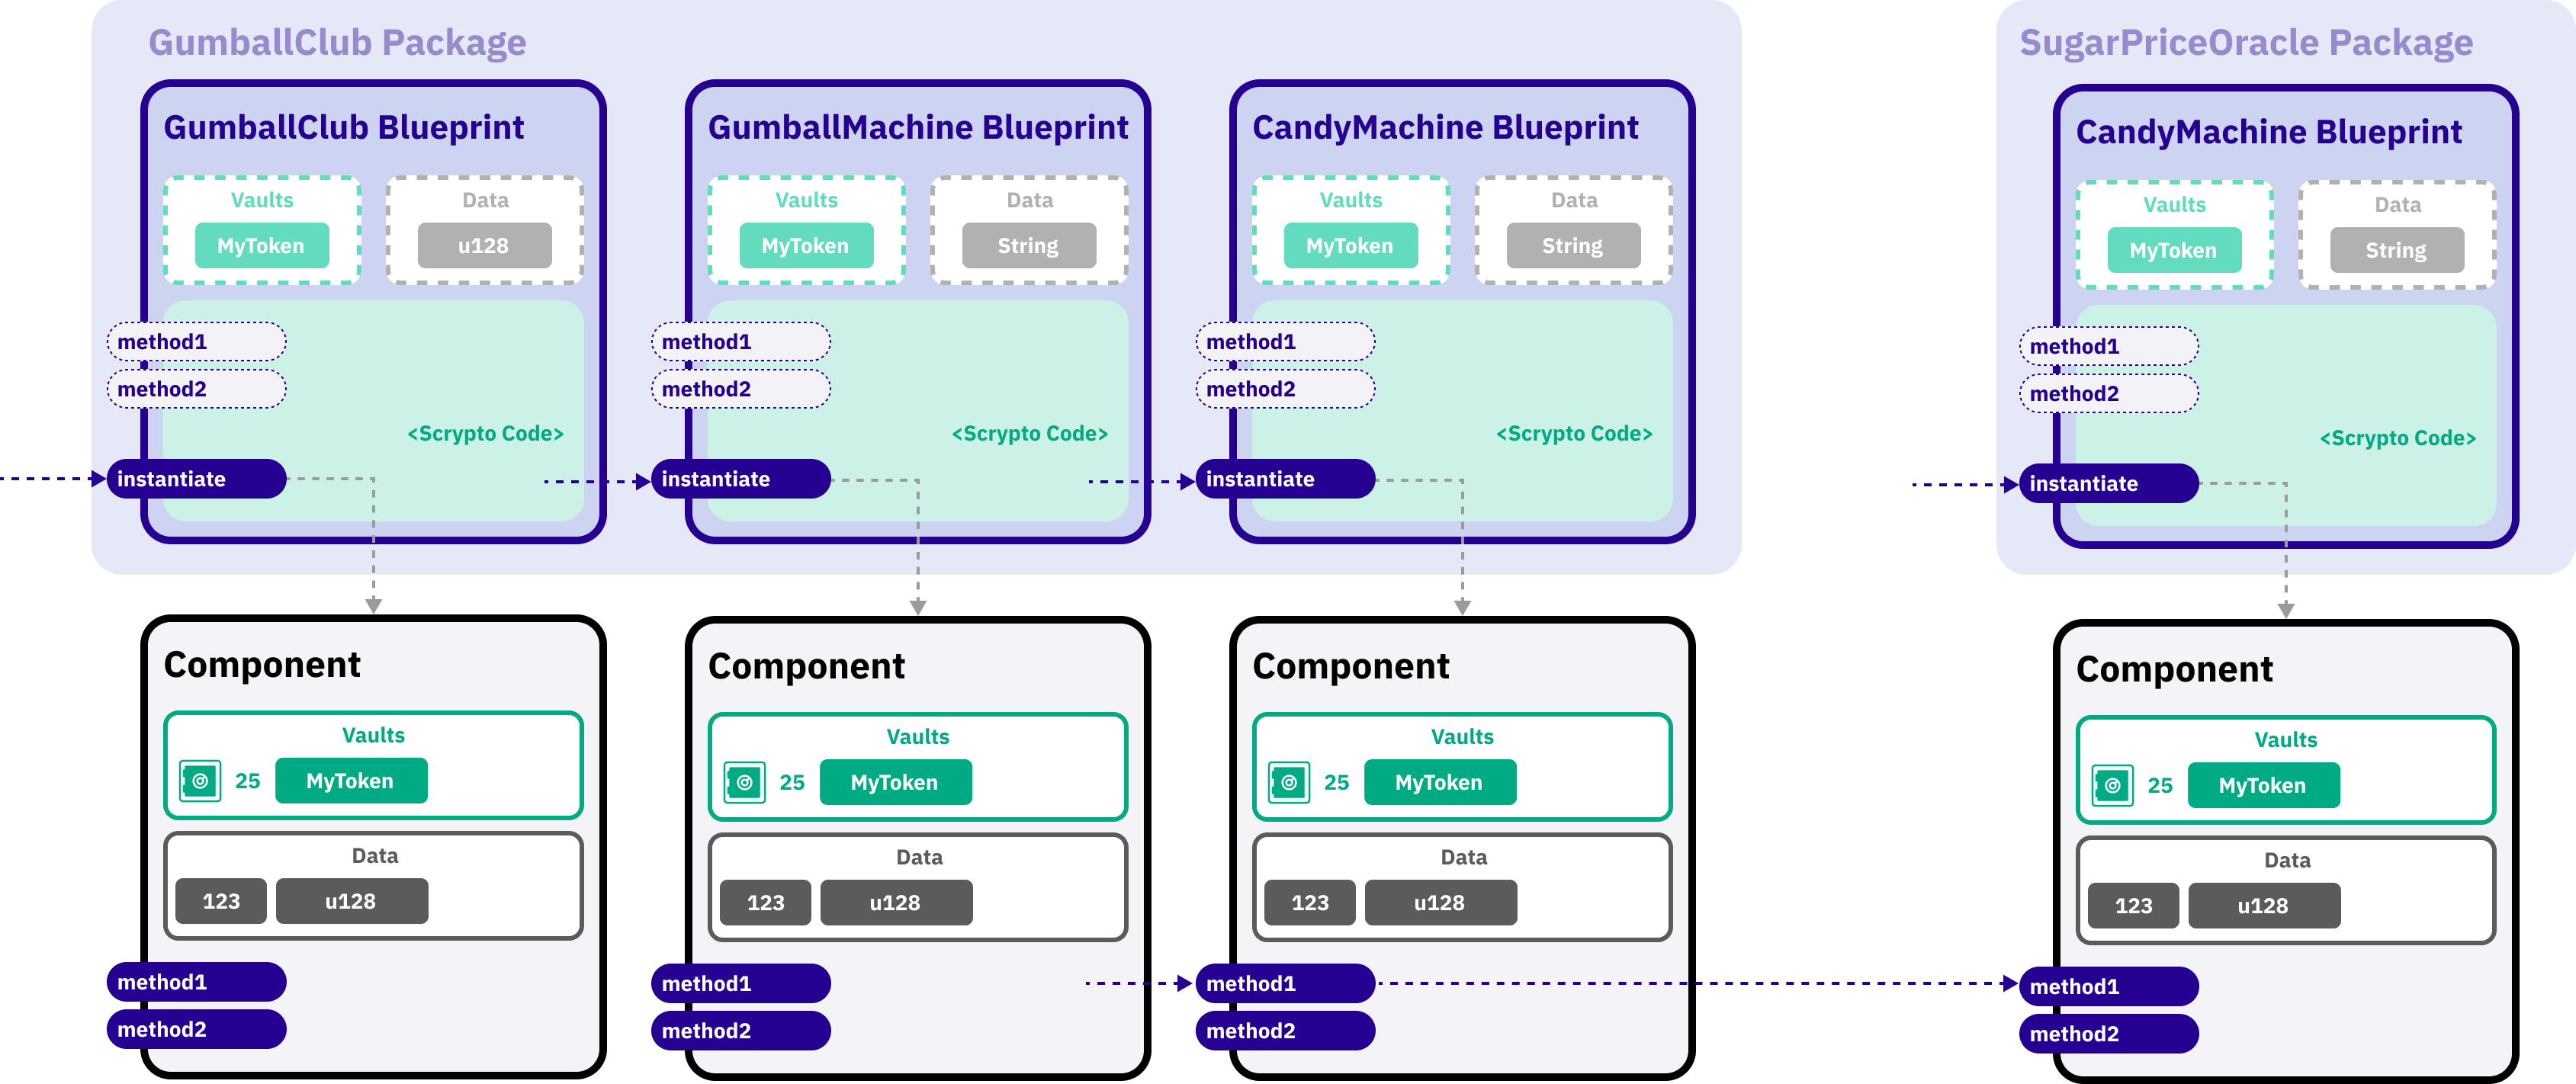 GumballClub Package
GumballClub Blueprint
Vaults
MyToken
Data
u128
method1
method2
<Scrypto Code>
instantiate
GumballMachine Blueprint
Vaults
MyToken
Data
String
method1
method2
<Scrypto Code>
instantiate
CandyMachine Blueprint
Vaults
MyToken
Data
String
method1
method2
<Scrypto Code>
instantiate
SugarPriceOracle Package
CandyMachine Blueprint
Vaults
MyToken
Data
String
method1
method2
<Scrypto Code>
instantiate
Component
Vaults
25 MyToken
Data
123 u128
method1
method2
Component
Vaults
25 MyToken
Data
123 u128
method1
method2
Component
Vaults
25 MyToken
Data
123 u128
method1
method2
Component
Vaults
25 MyToken
Data
123 u128
method1
method2